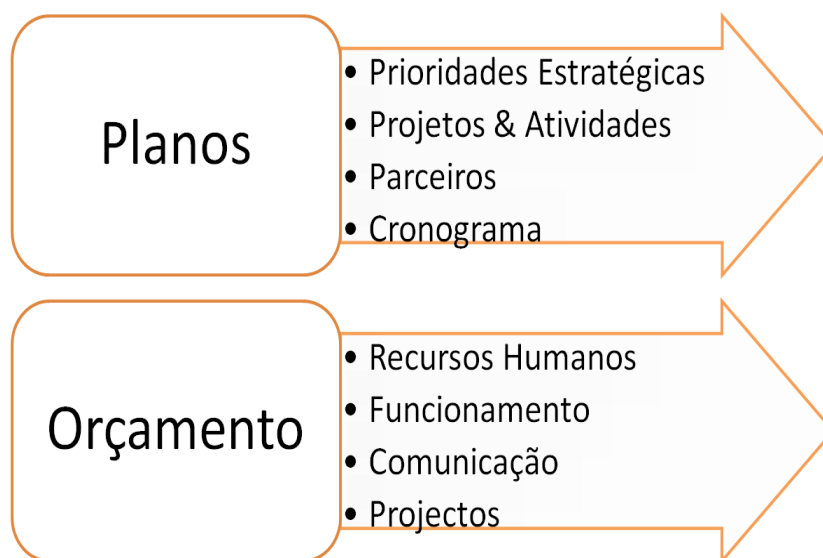 Planos
• Prioridades Estratégicas
• Projetos & Atividades
• Parceiros
• Cronograma
Orçamento
• Recursos Humanos
• Funcionamento
• Comunicação
• Projectos